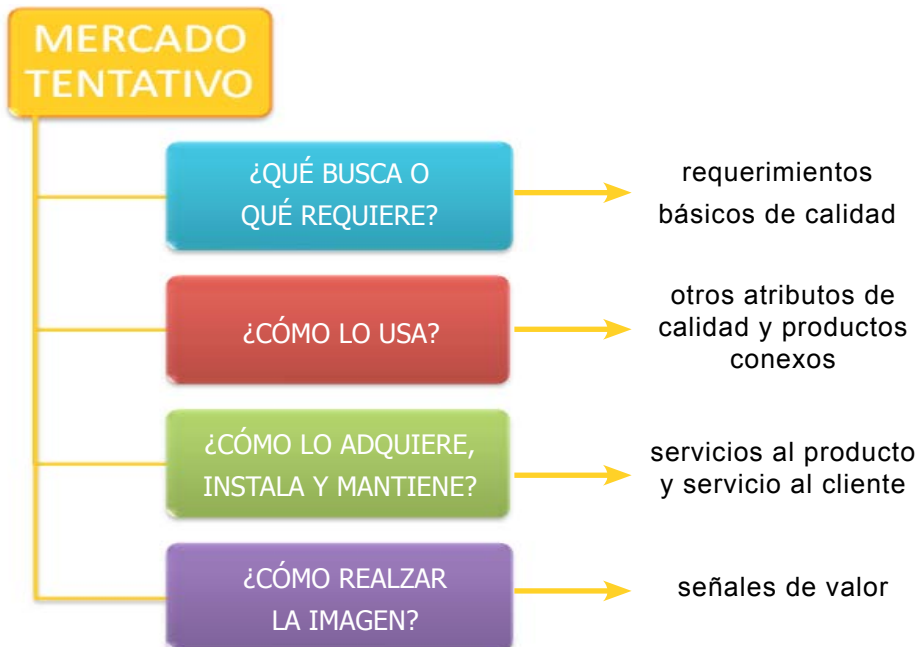 MERCADO
TENTATIVO
¿QUÉ BUSCA O
QUÉ REQUIERE?
requerimientos
básicos de calidad
¿CÓMO LO USA?
otros atributos de
calidad y productos
conexos
¿CÓMO LO ADQUIERE,
INSTALA Y MANTIENE?
servicios al producto
y servicio al cliente
¿CÓMO REALZAR
LA IMAGEN?
señales de valor